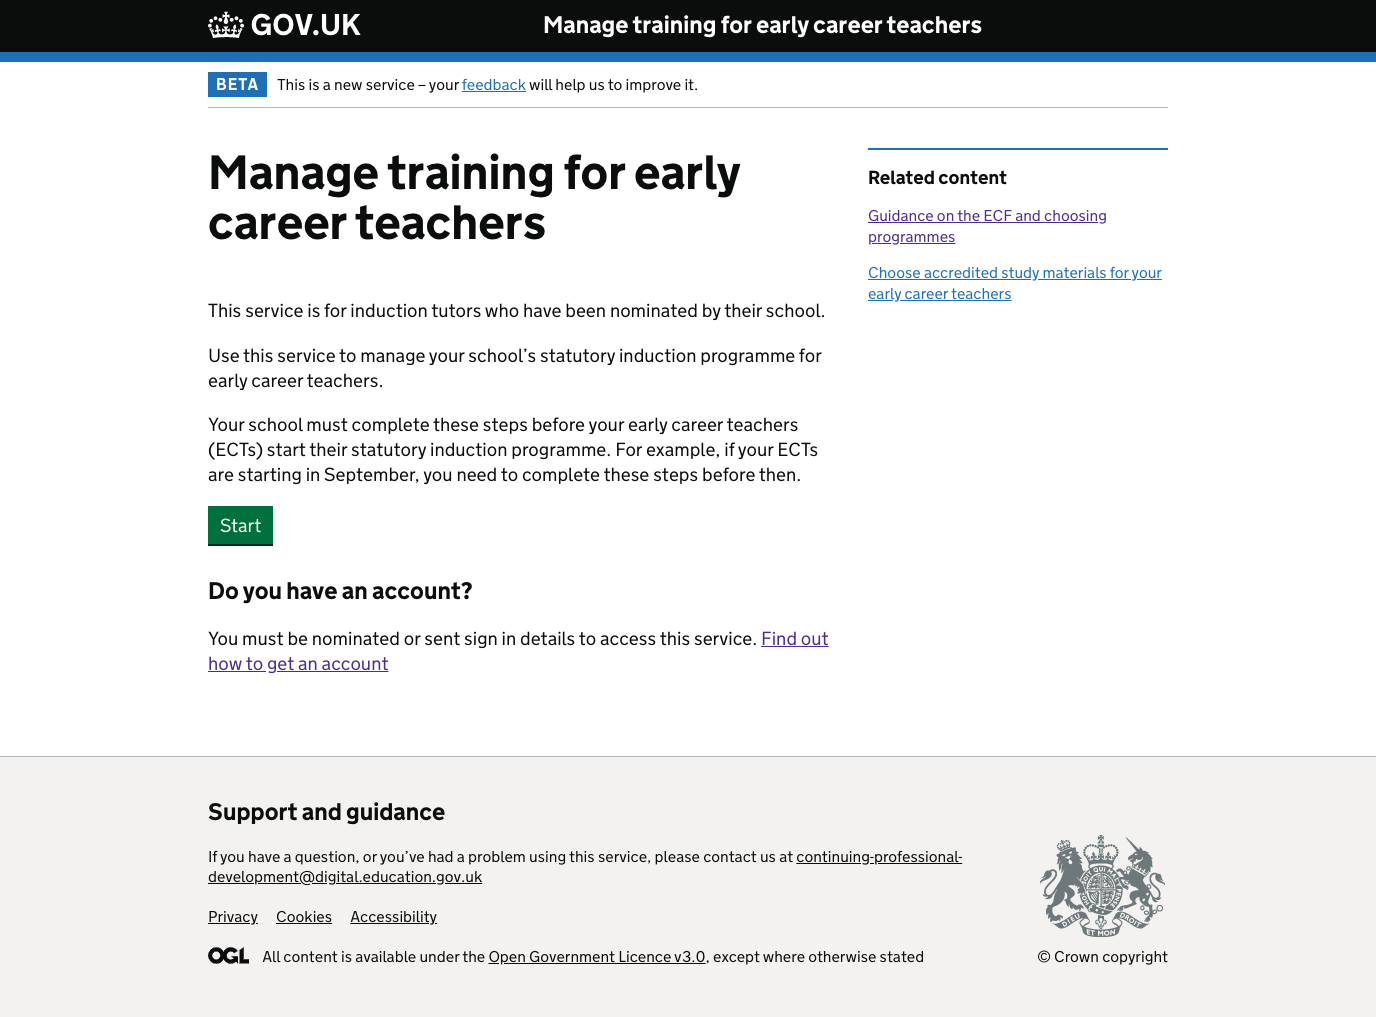 GOV.UK
Manage training for early career teachers
BETA This is a new service – your feedback will help us to improve it.
Manage training for early
career teachers
This service is for induction tutors who have been nominated by their school.
Use this service to manage your school’s statutory induction programme for
early career teachers.
Your school must complete these steps before your early career teachers
(ECTs) start their statutory induction programme. For example, if your ECTs
are starting in September, you need to complete these steps before then.
Start
Do you have an account?
You must be nominated or sent sign in details to access this service. Find out
how to get an account
Related content
Guidance on the ECF and choosing
programmes
Choose accredited study materials for your
early career teachers
Support and guidance
If you have a question, or you’ve had a problem using this service, please contact us at continuing-professional-
development@digital.education.gov.uk
Privacy Cookies Accessibility
OGL All content is available under the Open Government Licence v3.0, except where otherwise stated
DIEU ET MON DROIT
© Crown copyright